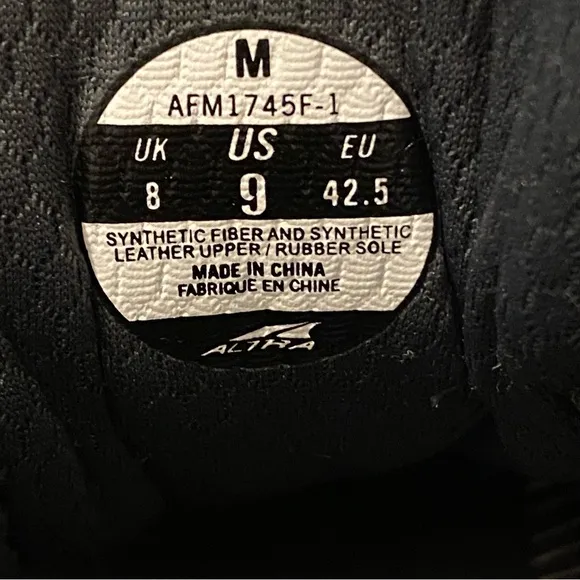 M
AFM1745F-1
UK US EU
8 9 42.5
SYNTHETIC FIBER AND SYNTHETIC
LEATHER UPPER / RUBBER SOLE
MADE IN CHINA
FABRIQUE EN CHINE
ALTRA